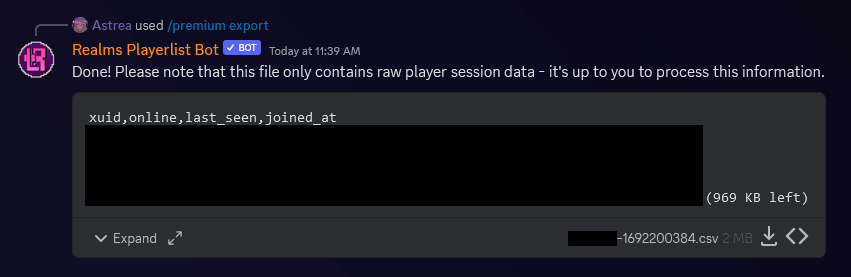 Astrea used /premium export
Realms Playerlist Bot ✓ BOT Today at 11:39 AM
Done! Please note that this file only contains raw player session data - it's up to you to process this information.
xuid,online,last_seen,joined_at
(969 KB left)
Expand
-1692200384.csv 2 MB